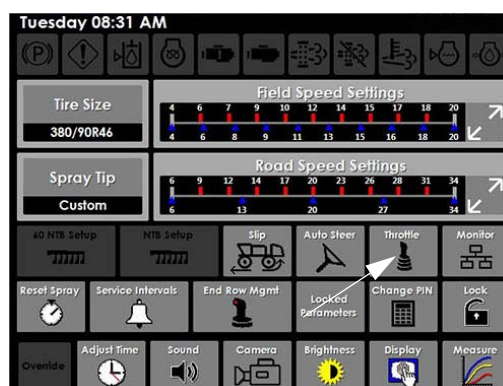 Tuesday 08:31 AM
(P)
Tire Size
380/90R46
Field Speed Settings
4 6 7 9 10 12 14 15 17 18 20
4 6 8 9 11 13 15 16 18 20
Spray Tip
Custom
Road Speed Settings
6 9 12 14 17 20 23 26 28 31 34
6 13 20 27 34
60 NTB Setup
NTB Setup
Slip
Auto Steer
Throttle
Monitor
Reset Spray
Service Intervals
End Row Mgmt
Locked
Parameters
Change PIN
Lock
Override
Adjust Time
Sound
Camera
Brightness
Display
Measure